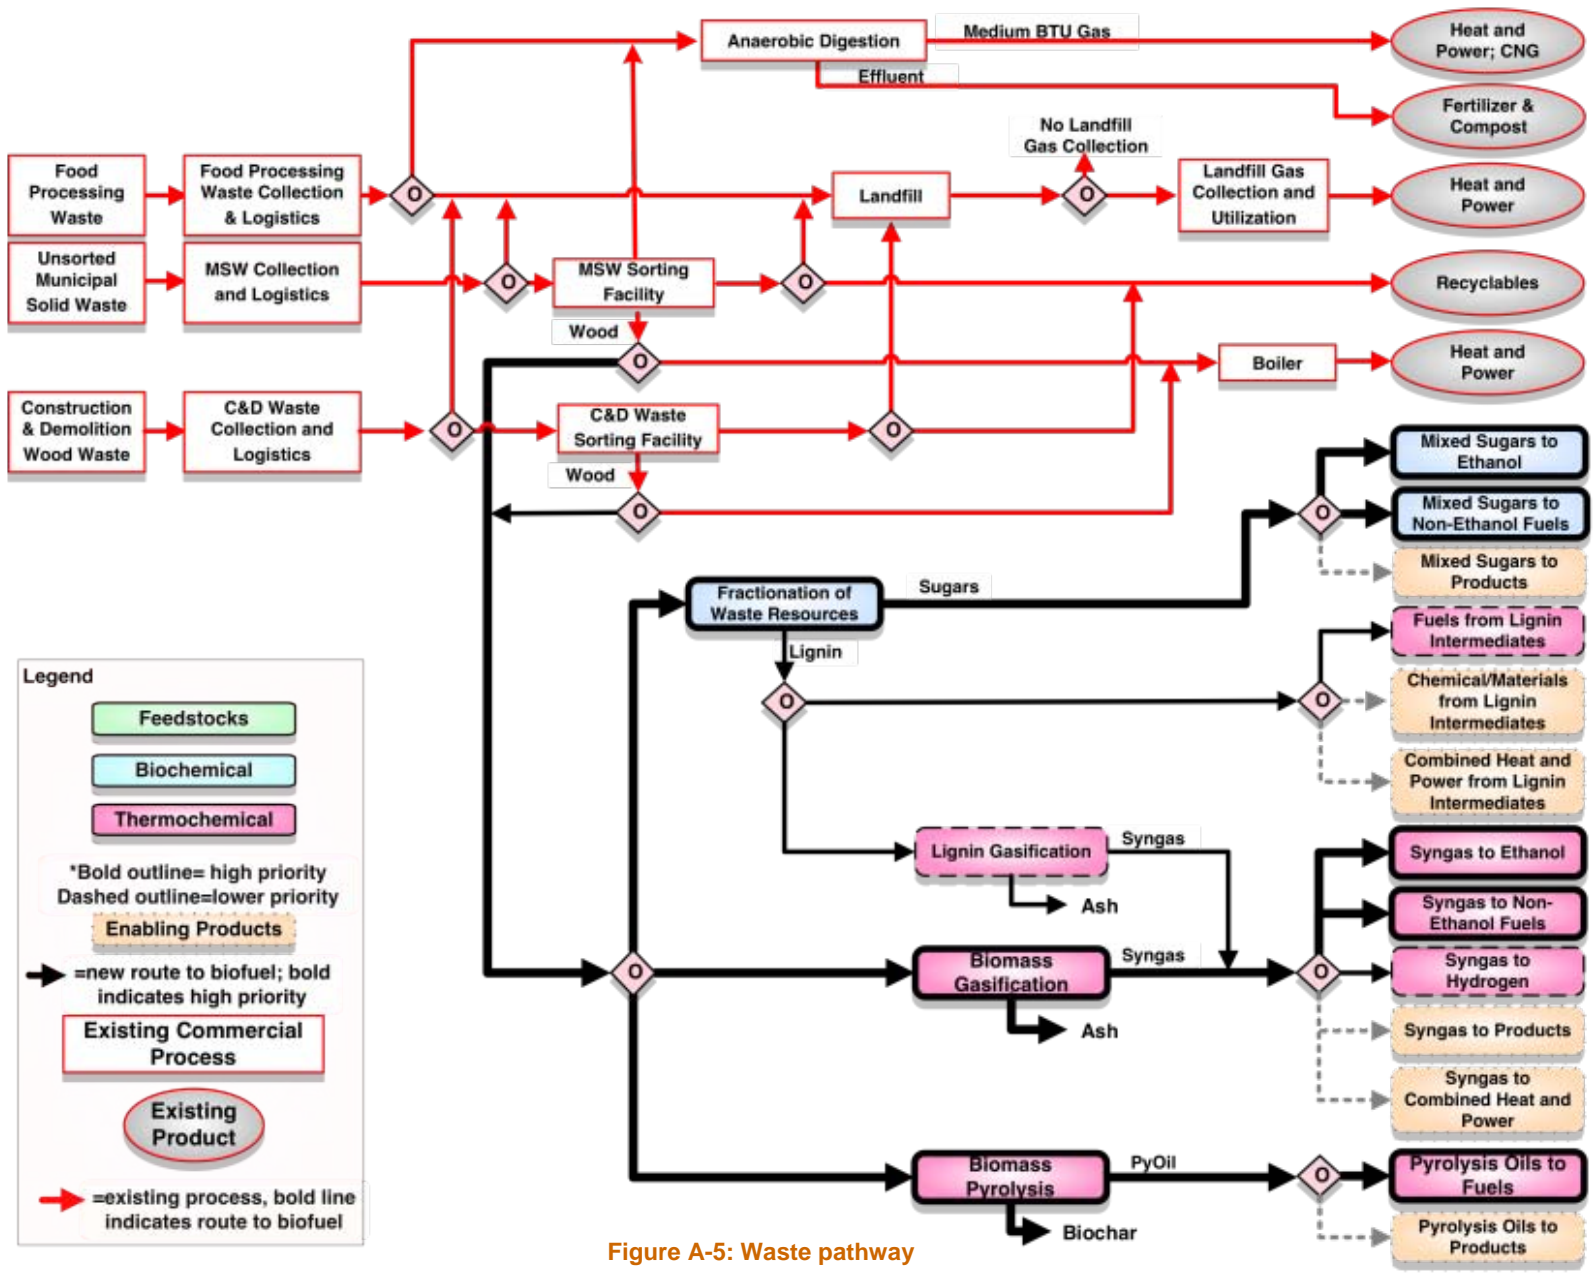 Anaerobic Digestion
Medium BTU Gas
Effluent
Heat and
Power; CNG
Fertilizer &
Compost
No Landfill
Gas Collection
Food
Processing
Waste
Food Processing
Waste Collection
& Logistics
O
Landfill
O
Landfill Gas
Collection and
Utilization
Heat and
Power
Unsorted
Municipal
Solid Waste
MSW Collection
and Logistics
O
MSW Sorting
Facility
O
Recyclables
Wood
O
Boiler
Heat and
Power
Construction
& Demolition
Wood Waste
C&D Waste
Collection and
Logistics
O
C&D Waste
Sorting Facility
O
Wood
O
Mixed Sugars to
Ethanol
O
Mixed Sugars to
Non-Ethanol Fuels
Mixed Sugars to
Products
Fractionation of
Waste Resources
Sugars
Lignin
O
O
Fuels from Lignin
Intermediates
Chemical/Materials
from Lignin
Intermediates
Combined Heat and
Power from Lignin
Intermediates
Lignin Gasification
Syngas
Ash
O
Biomass
Gasification
Syngas
Ash
O
Syngas to Ethanol
Syngas to Non-
Ethanol Fuels
Syngas to
Hydrogen
Syngas to Products
Syngas to
Combined Heat and
Power
Biomass
Pyrolysis
PyOil
Biochar
O
Pyrolysis Oils to
Fuels
Pyrolysis Oils to
Products
Legend
Feedstocks
Biochemical
Thermochemical
*Bold outline= high priority
Dashed outline=lower priority
Enabling Products
=new route to biofuel; bold
indicates high priority
Existing Commercial
Process
Existing
Product
=existing process, bold line
indicates route to biofuel
Figure A-5: Waste pathway